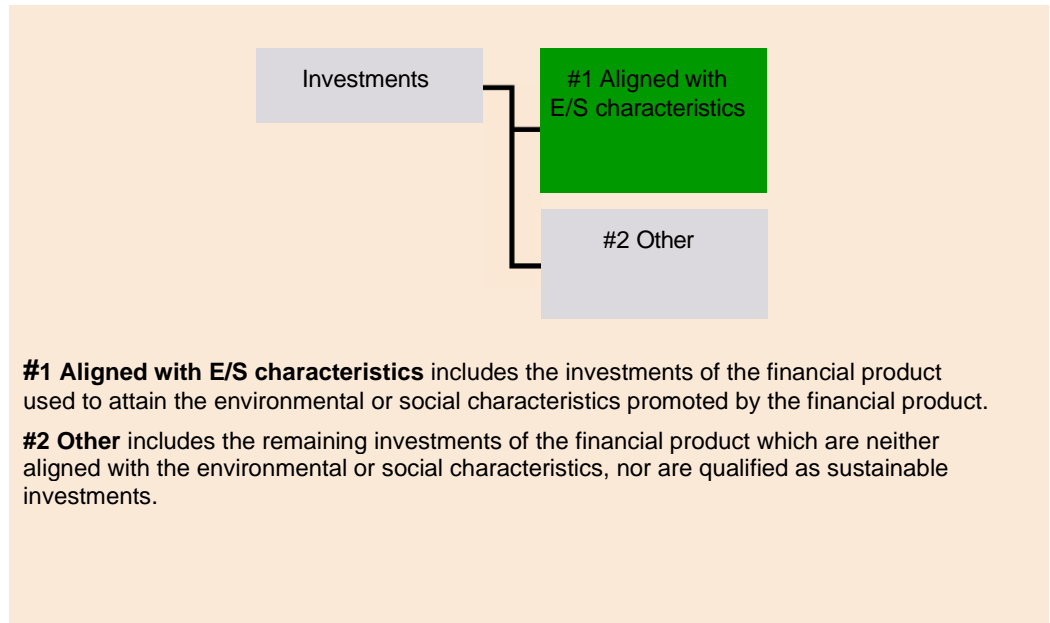 Investments
#1 Aligned with
E/S characteristics
#2 Other
#1 Aligned with E/S characteristics includes the investments of the financial product
used to attain the environmental or social characteristics promoted by the financial product.
#2 Other includes the remaining investments of the financial product which are neither
aligned with the environmental or social characteristics, nor are qualified as sustainable
investments.